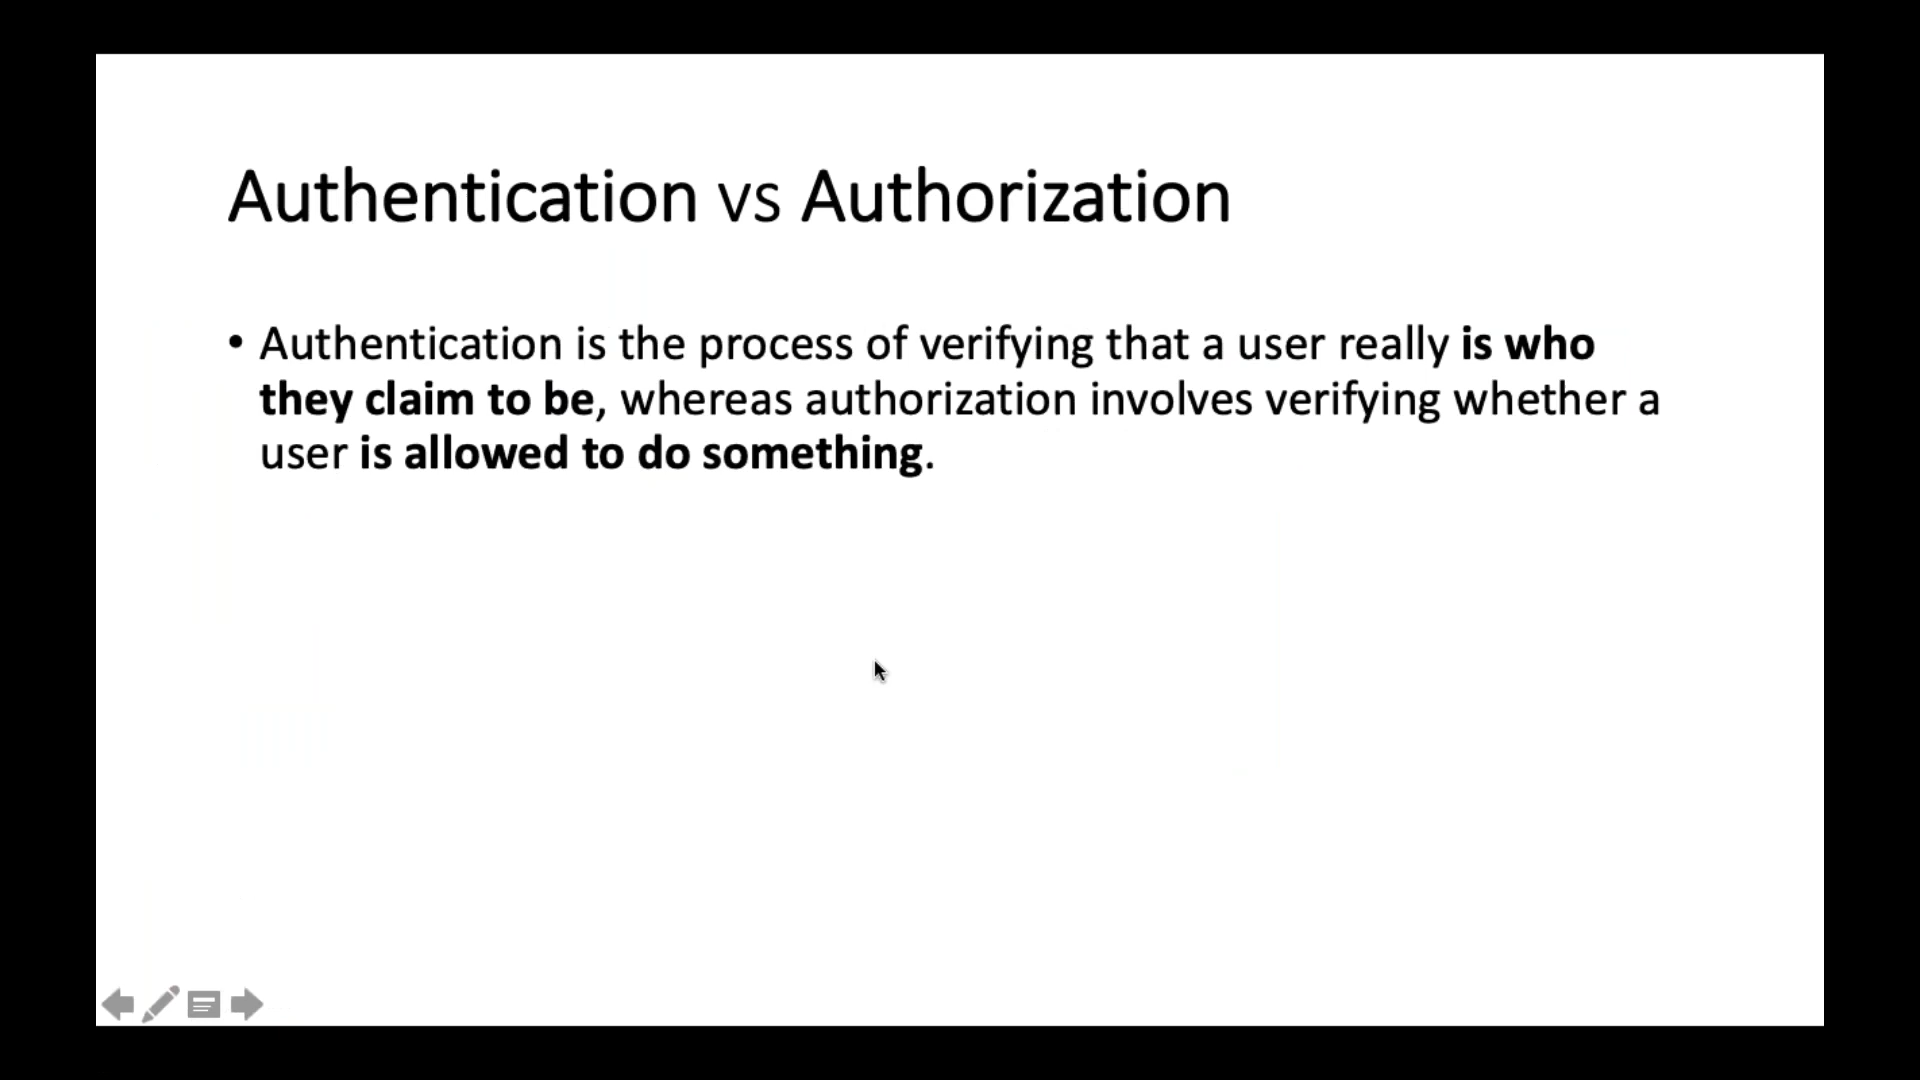 Authentication vs Authorization
• Authentication is the process of verifying that a user really is who
they claim to be, whereas authorization involves verifying whether a
user is allowed to do something.